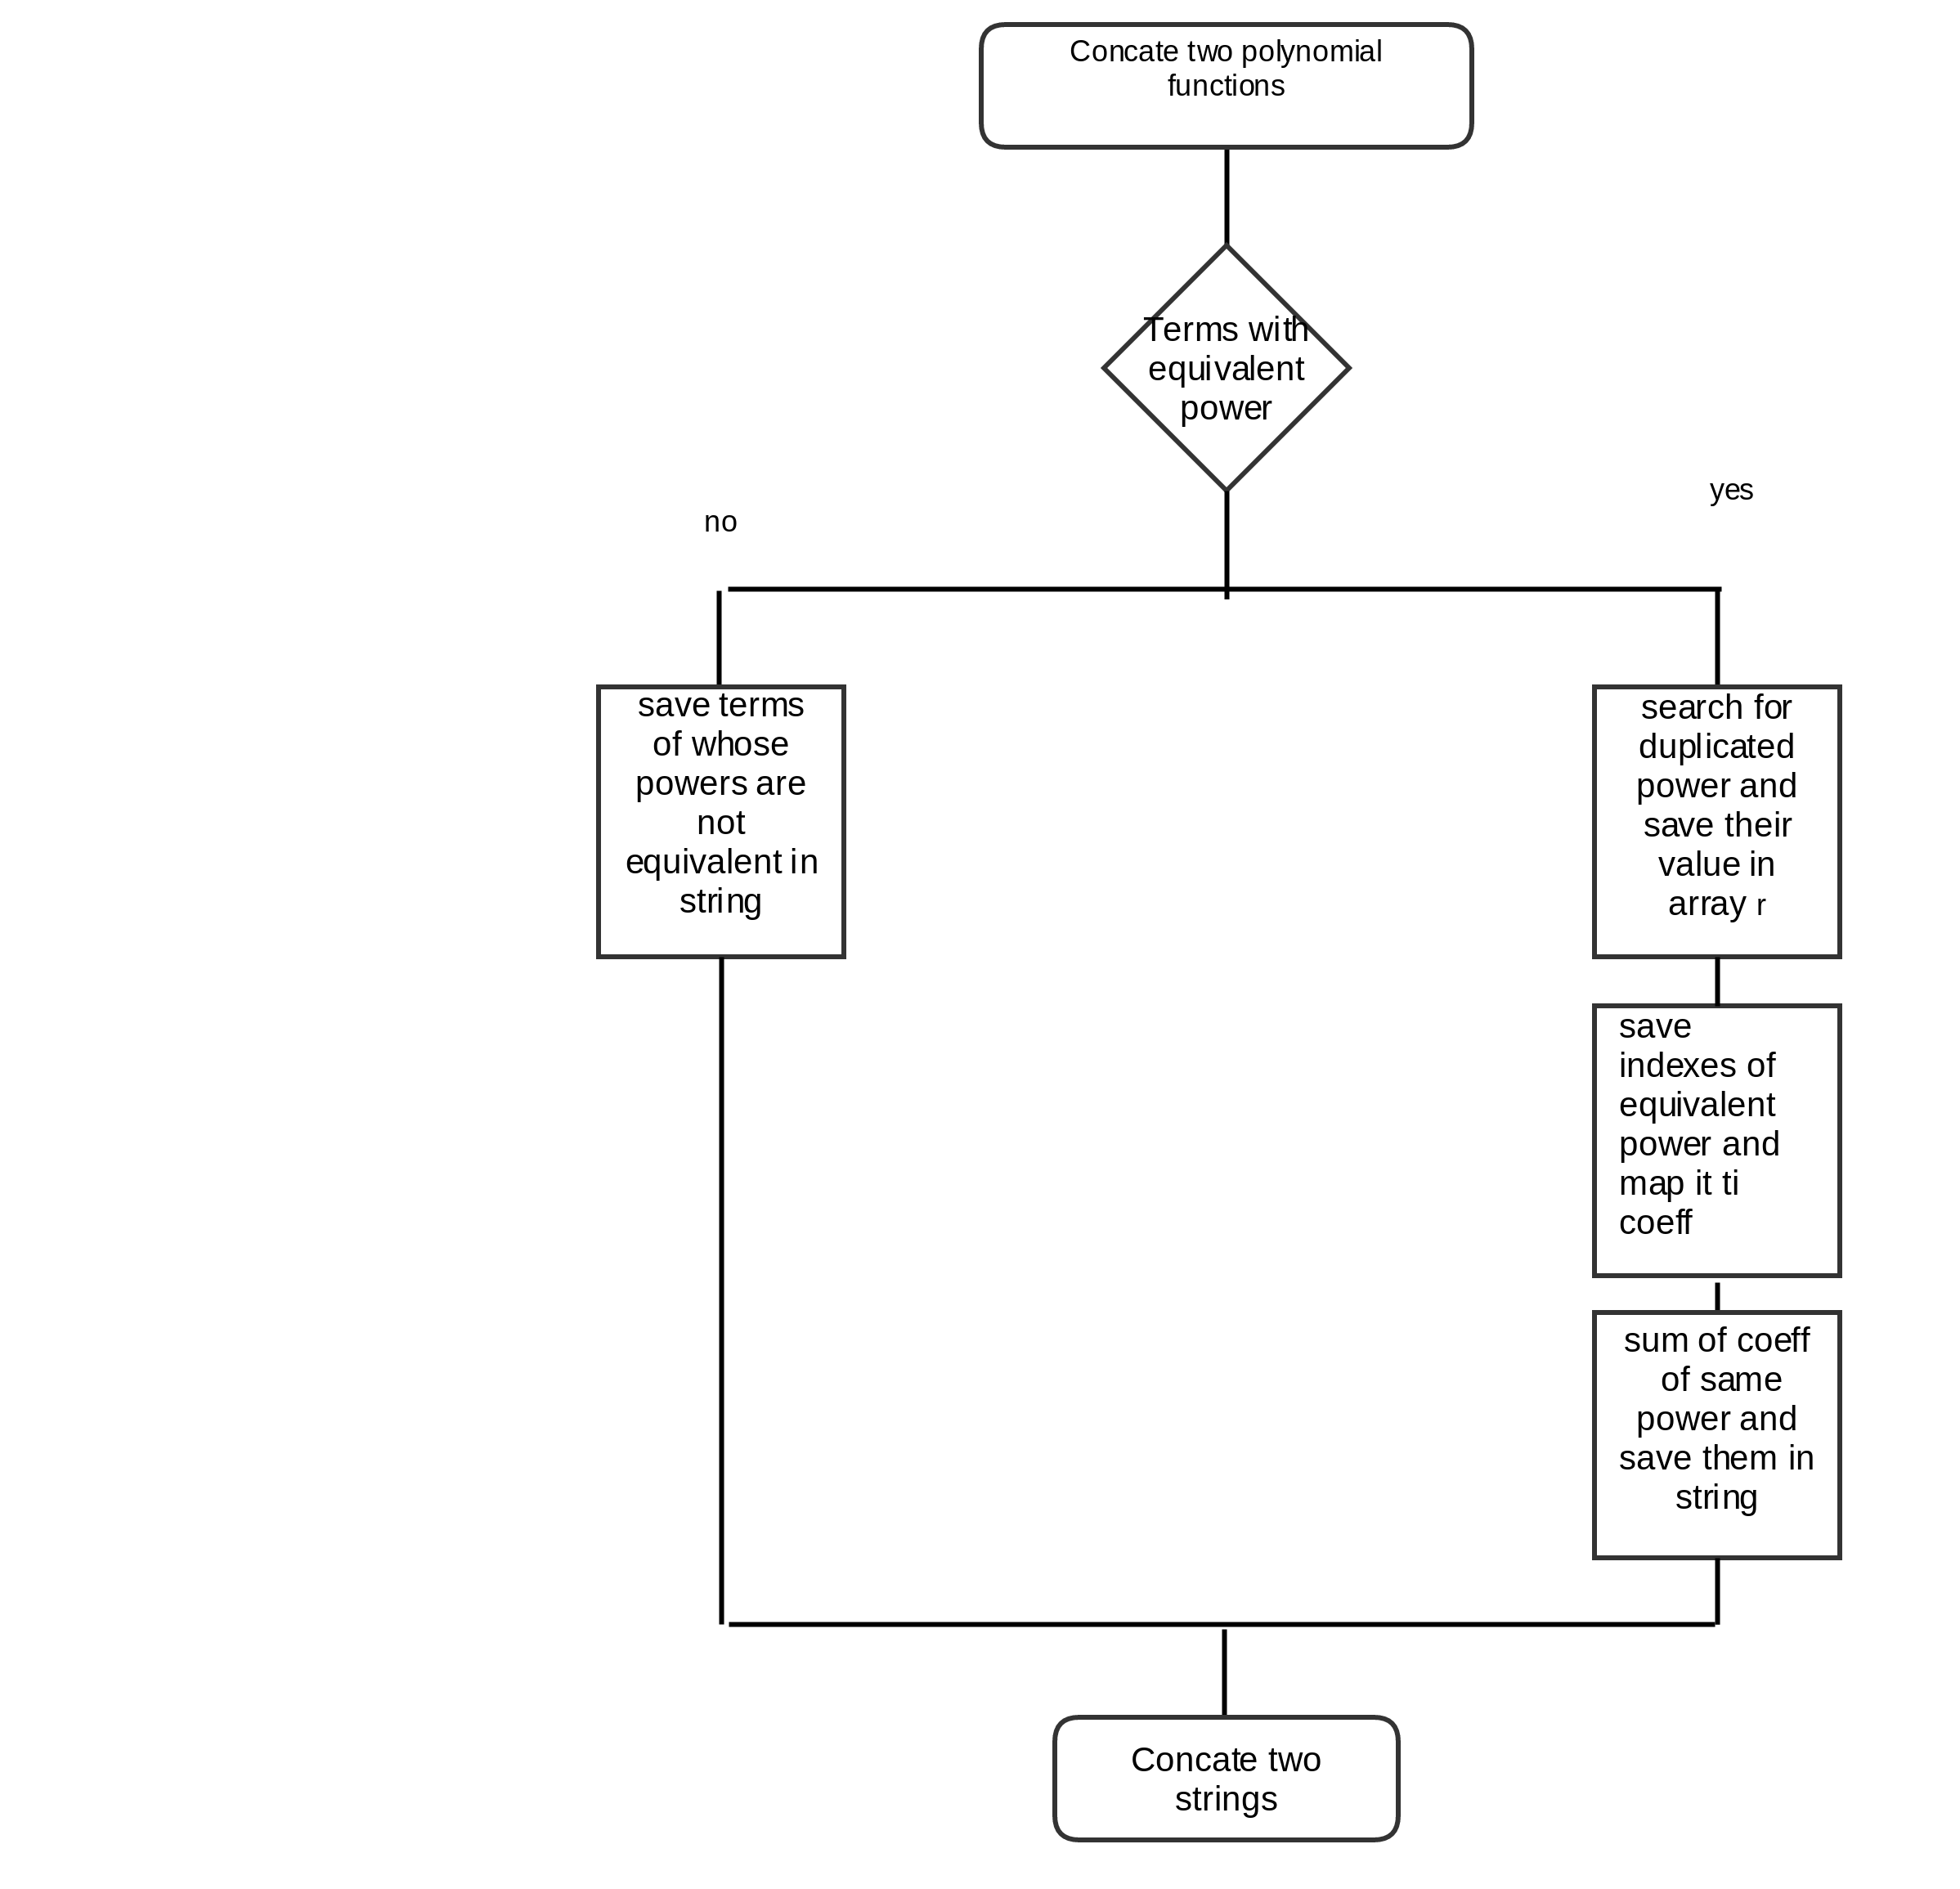 Concate two polynomial
functions
Terms with
equivalent
power
no
yes
save terms
of whose
powers are
not
equivalent in
string
search for
duplicated
power and
save their
value in
array r
save
indexes of
equivalent
power and
map it ti
coeff
sum of coeff
of same
power and
save them in
string
Concate two
strings